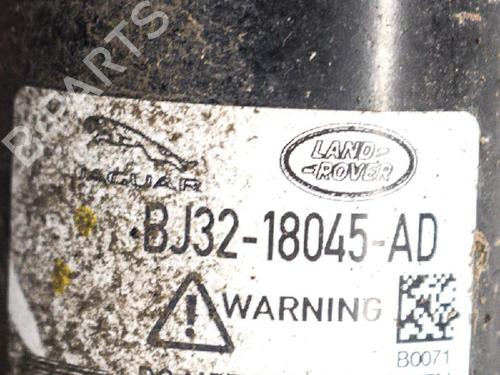 B-PARTS
JAGUAR
LAND-
ROVER
BJ32-18045-AD
WARNING
B0071